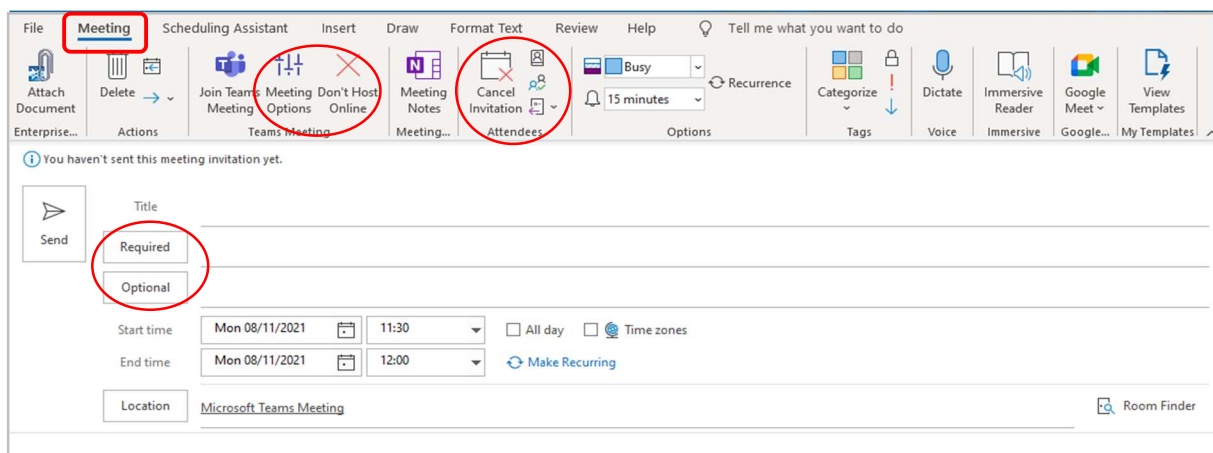 File Meeting Scheduling Assistant Insert Draw Format Text Review Help Tell me what you want to do
Attach Document
Delete
Join Teams Meeting
Meeting Options
Don't Host Online
Meeting Notes
Cancel Invitation
Busy
15 minutes
Recurrence
Categorize
Dictate
Immersive Reader
Google Meet
View Templates
Enterprise... Actions Teams Meeting Meeting... Attendees Options Tags Voice Immersive Google... My Templates
You haven't sent this meeting invitation yet.
Send
Title
Required
Optional
Start time Mon 08/11/2021 11:30 All day Time zones
End time Mon 08/11/2021 12:00 Make Recurring
Location Microsoft Teams Meeting Room Finder